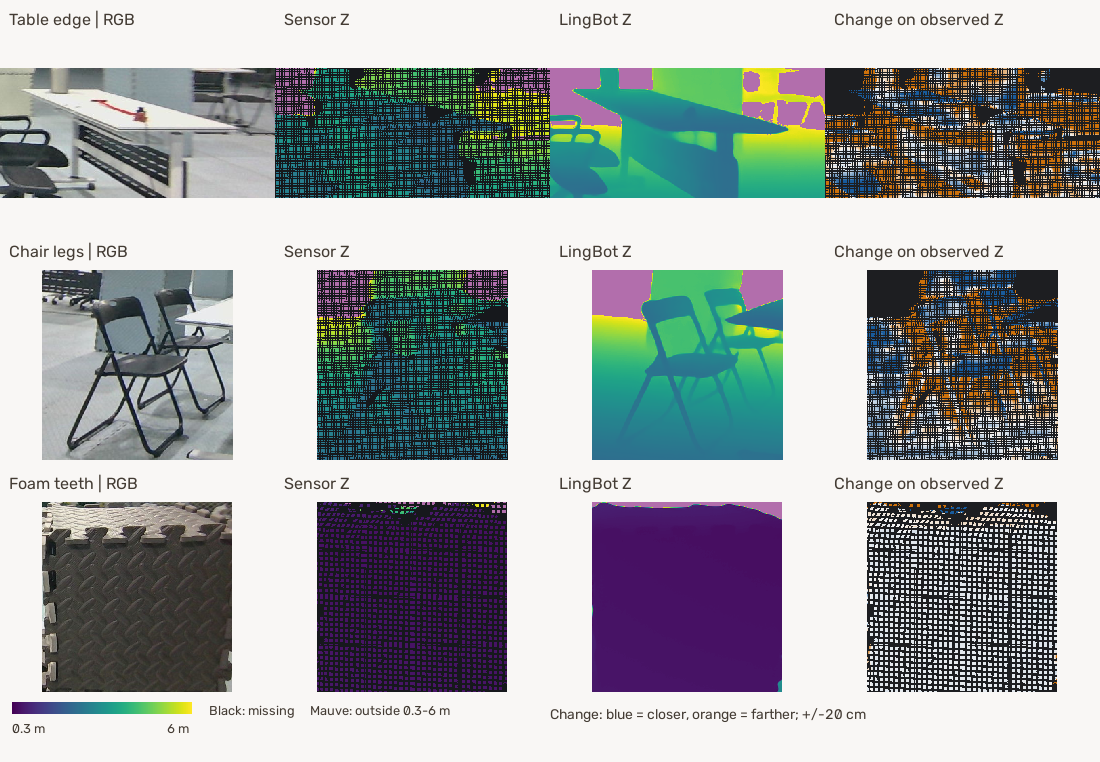 Table edge | RGB
Sensor Z
LingBot Z
Change on observed Z
Chair legs | RGB
Sensor Z
LingBot Z
Change on observed Z
Foam teeth | RGB
Sensor Z
LingBot Z
Change on observed Z
0.3 m
6 m
Black: missing
Mauve: outside 0.3-6 m
Change: blue = closer, orange = farther; +/-20 cm